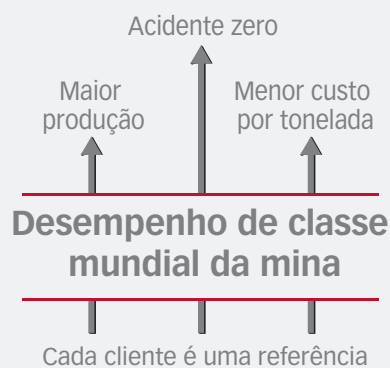 Acidente zero
Maior
produção
Menor custo
por tonelada
Desempenho de classe
mundial da mina
Cada cliente é uma referência